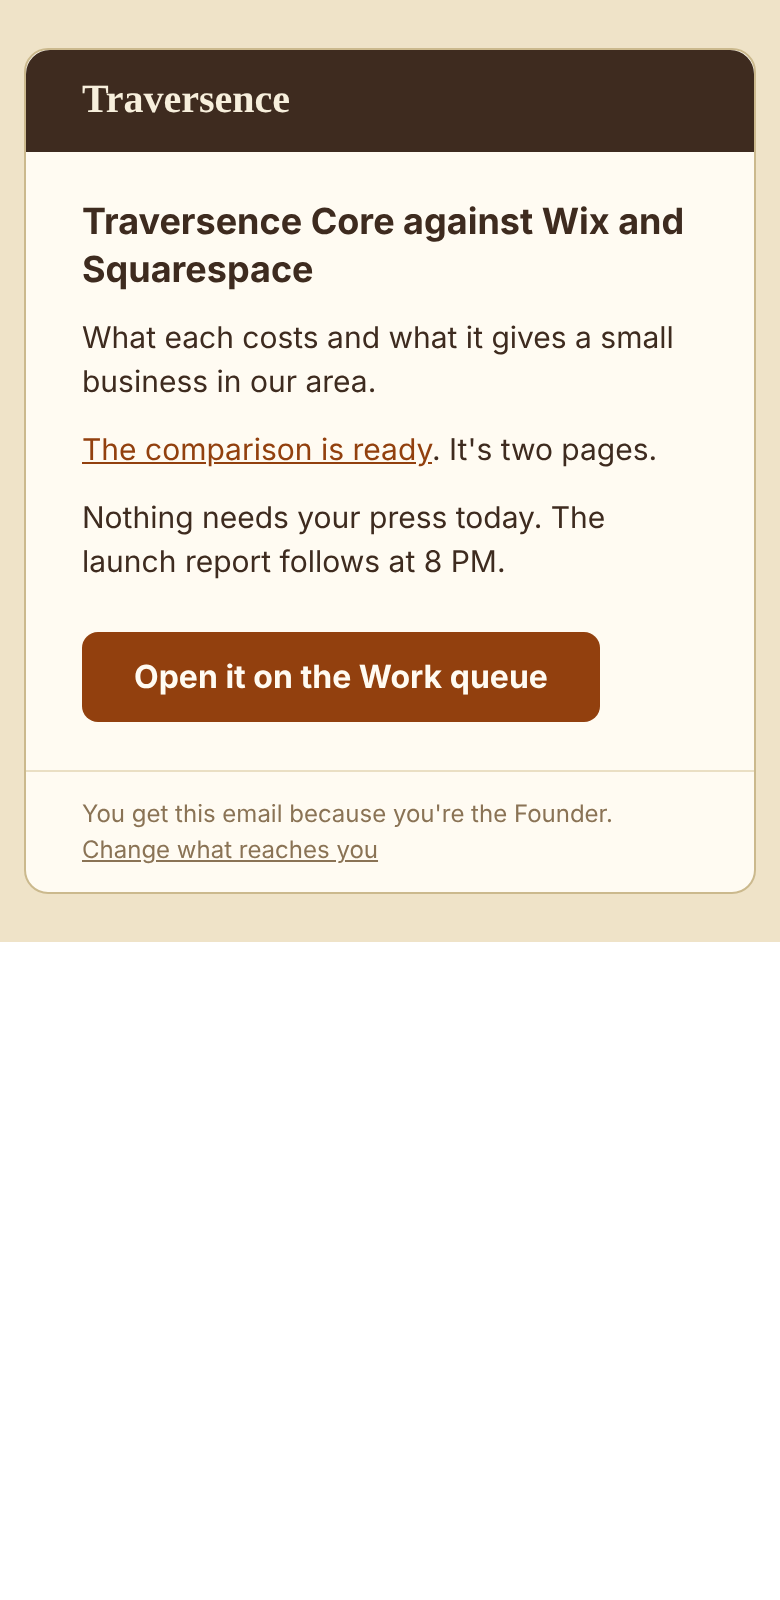 Traversence
Traversence Core against Wix and
Squarespace
What each costs and what it gives a small
business in our area.
The comparison is ready. It's two pages.
Nothing needs your press today. The
launch report follows at 8 PM.
Open it on the Work queue
You get this email because you're the Founder.
Change what reaches you